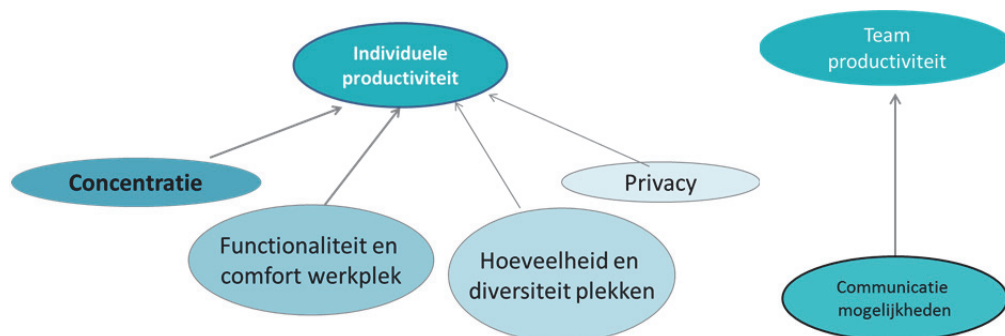 Individuele
productiviteit
Team
productiviteit
Concentratie
Privacy
Functionaliteit en
comfort werkplek
Hoeveelheid en
diversiteit plekken
Communicatie
mogelijkheden